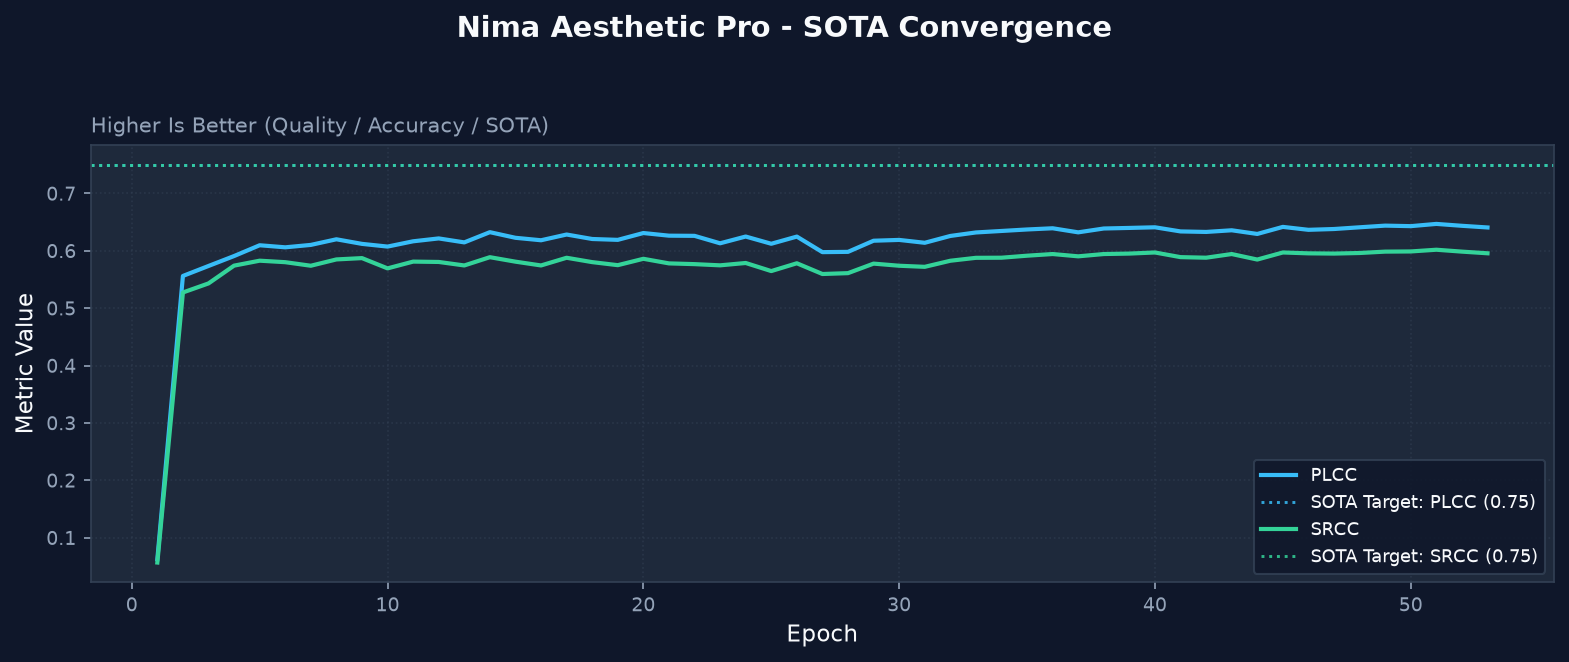 Nima Aesthetic Pro - SOTA Convergence
Higher Is Better (Quality / Accuracy / SOTA)
Metric Value
0.7
0.6
0.5
0.4
0.3
0.2
0.1
PLCC
SOTA Target: PLCC (0.75)
SRCC
SOTA Target: SRCC (0.75)
0 10 20 30 40 50
Epoch